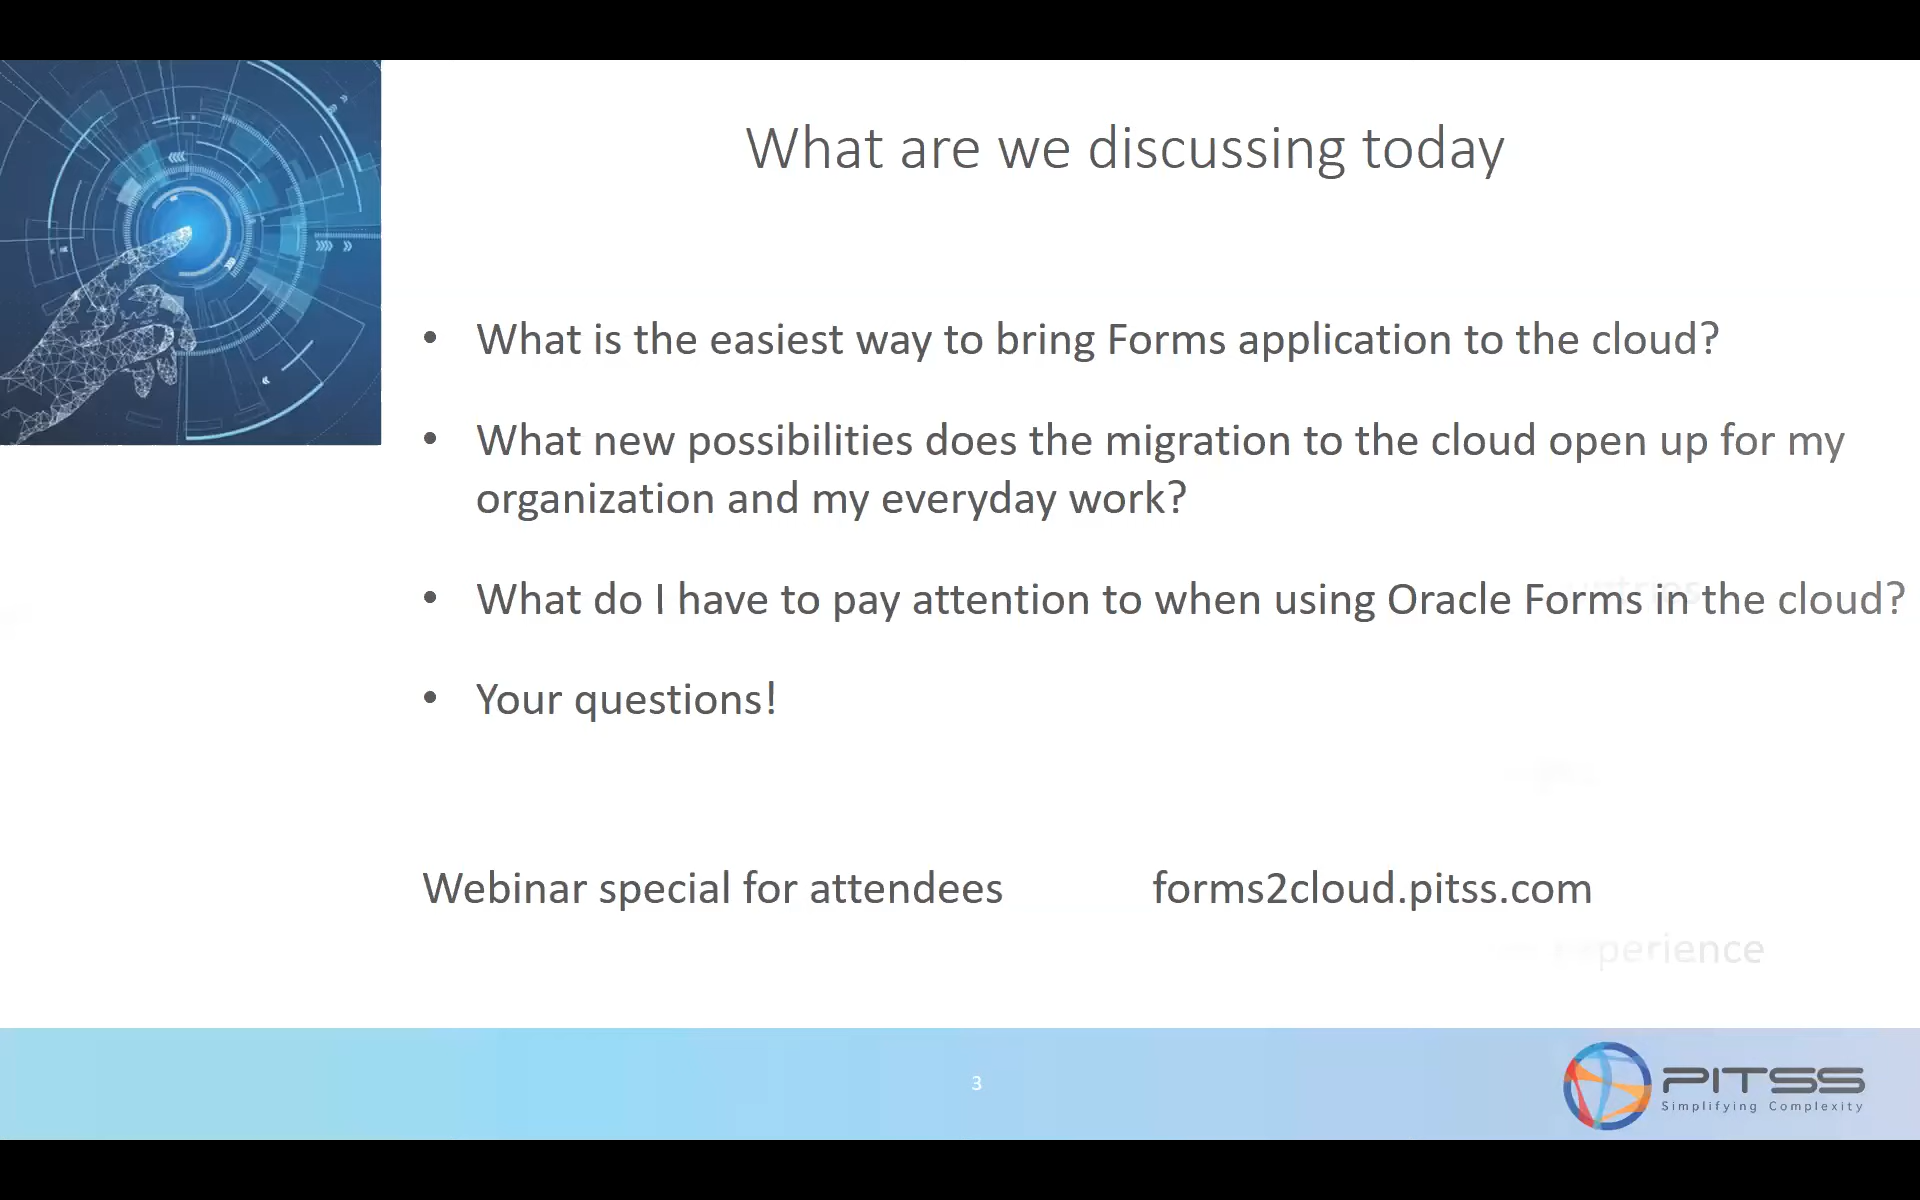 What are we discussing today
• What is the easiest way to bring Forms application to the cloud?
• What new possibilities does the migration to the cloud open up for my
organization and my everyday work?
• What do I have to pay attention to when using Oracle Forms in the cloud?
• Your questions!
Webinar special for attendees forms2cloud.pitss.com
experience
3
PITSS
Simplifying Complexity